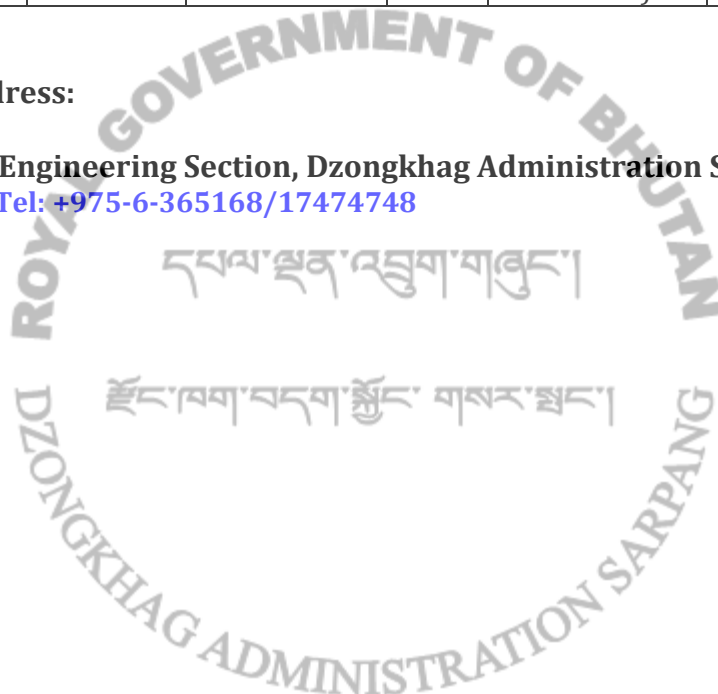 dress:
Engineering Section, Dzongkhag Administration S
Tel: +975-6-365168/17474748
ROYAL GOVERNMENT OF BHUTAN
དཔལ་ལྡན་འབྲུག་གཞུང་།
རྫོང་ཁག་བདག་སྐྱོང་ གསར་སྤང་།
DZONGKHAG ADMINISTRATION SARPANG